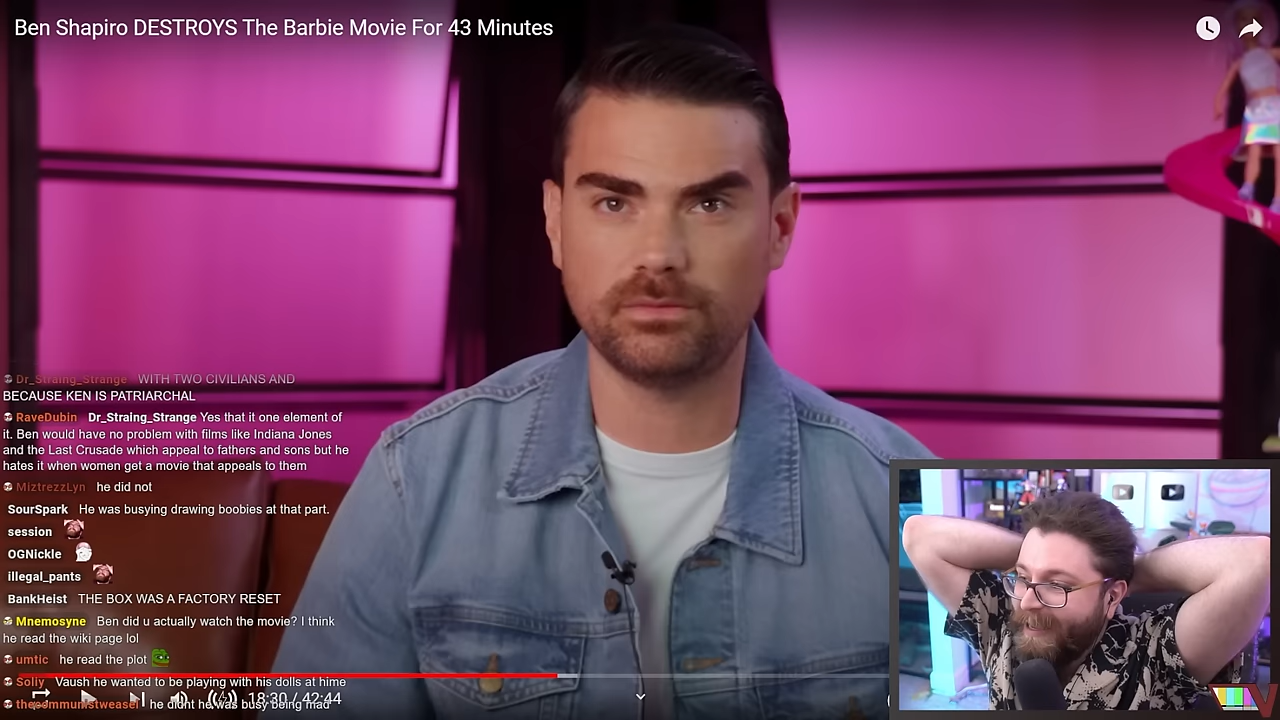 Ben Shapiro DESTROYS The Barbie Movie For 43 Minutes
Dr_Straing_Strange WITH TWO CIVILIANS AND
BECAUSE KEN IS PATRIARCHAL
RaveDubin Dr_Straing_Strange Yes that it one element of
it. Ben would have no problem with films like Indiana Jones
and the Last Crusade which appeal to fathers and sons but he
hates it when women get a movie that appeals to them
MiztrezzLyn he did not
SourSpark He was busying drawing boobies at that part.
session
OGNickle
illegal_pants
BankHeist THE BOX WAS A FACTORY RESET
Mnemosyne Ben did u actually watch the movie? I think
he read the wiki page lol
umtic he read the plot
Solly Vaush he wanted to be playing with his dolls at hime
18:30 / 42:44
thecommunistweasel he didnt he was busy being mad